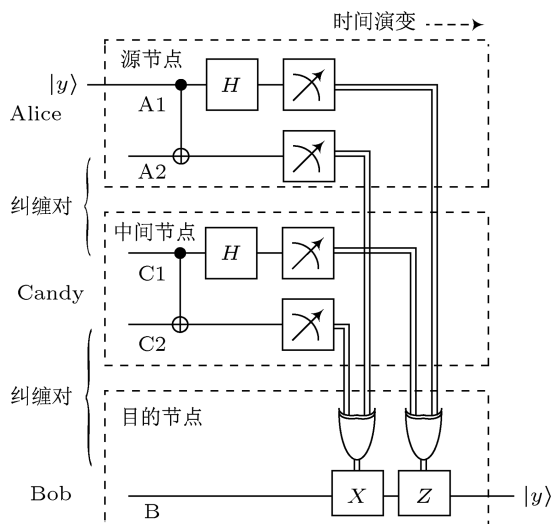 时间演变
源节点
|y⟩
H
A1
Alice
A2
纠缠对
中间节点
H
C1
Candy
C2
纠缠对
目的节点
Bob
B
X
Z
|y⟩